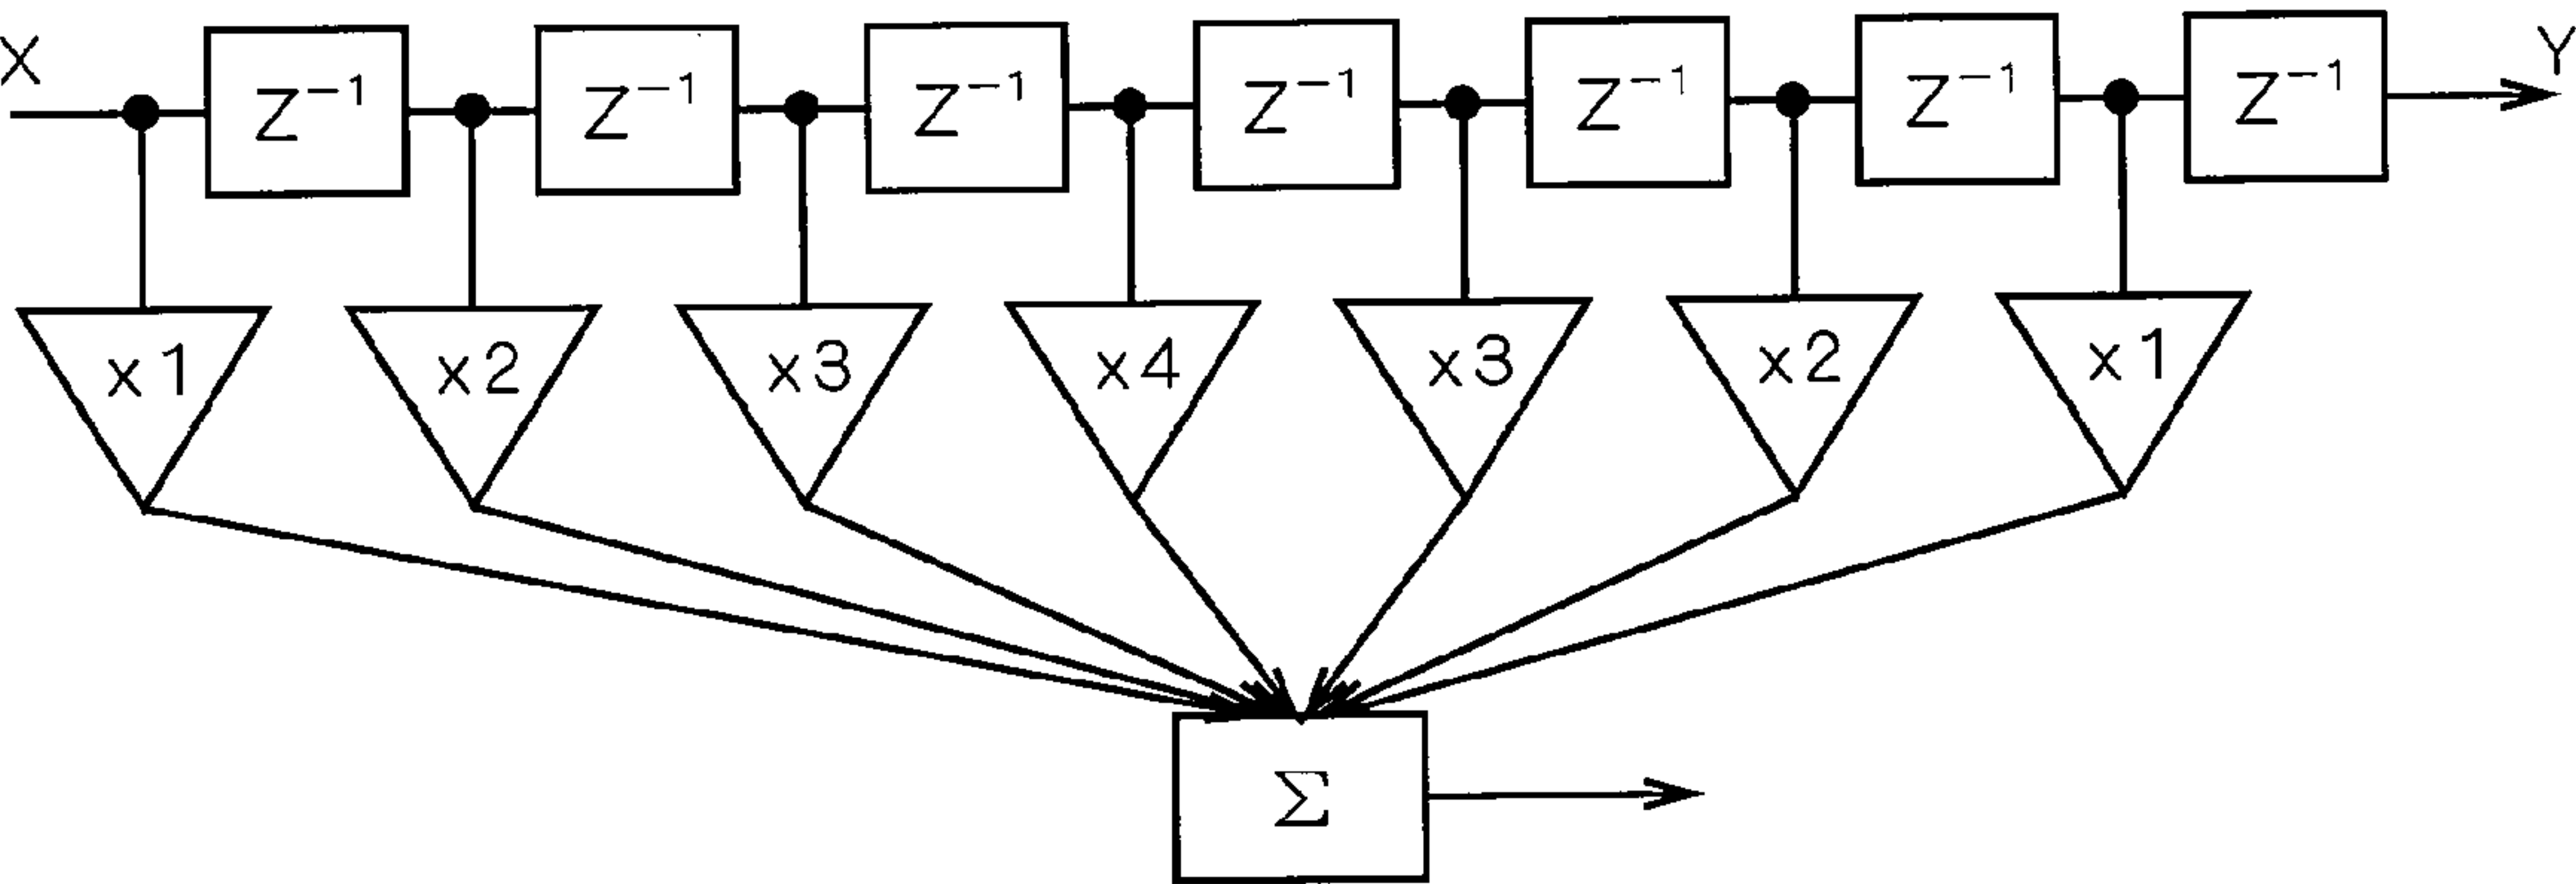 X Z⁻¹ Z⁻¹ Z⁻¹ Z⁻¹ Z⁻¹ Z⁻¹ Z⁻¹ Y
x1 x2 x3 x4 x3 x2 x1
Σ